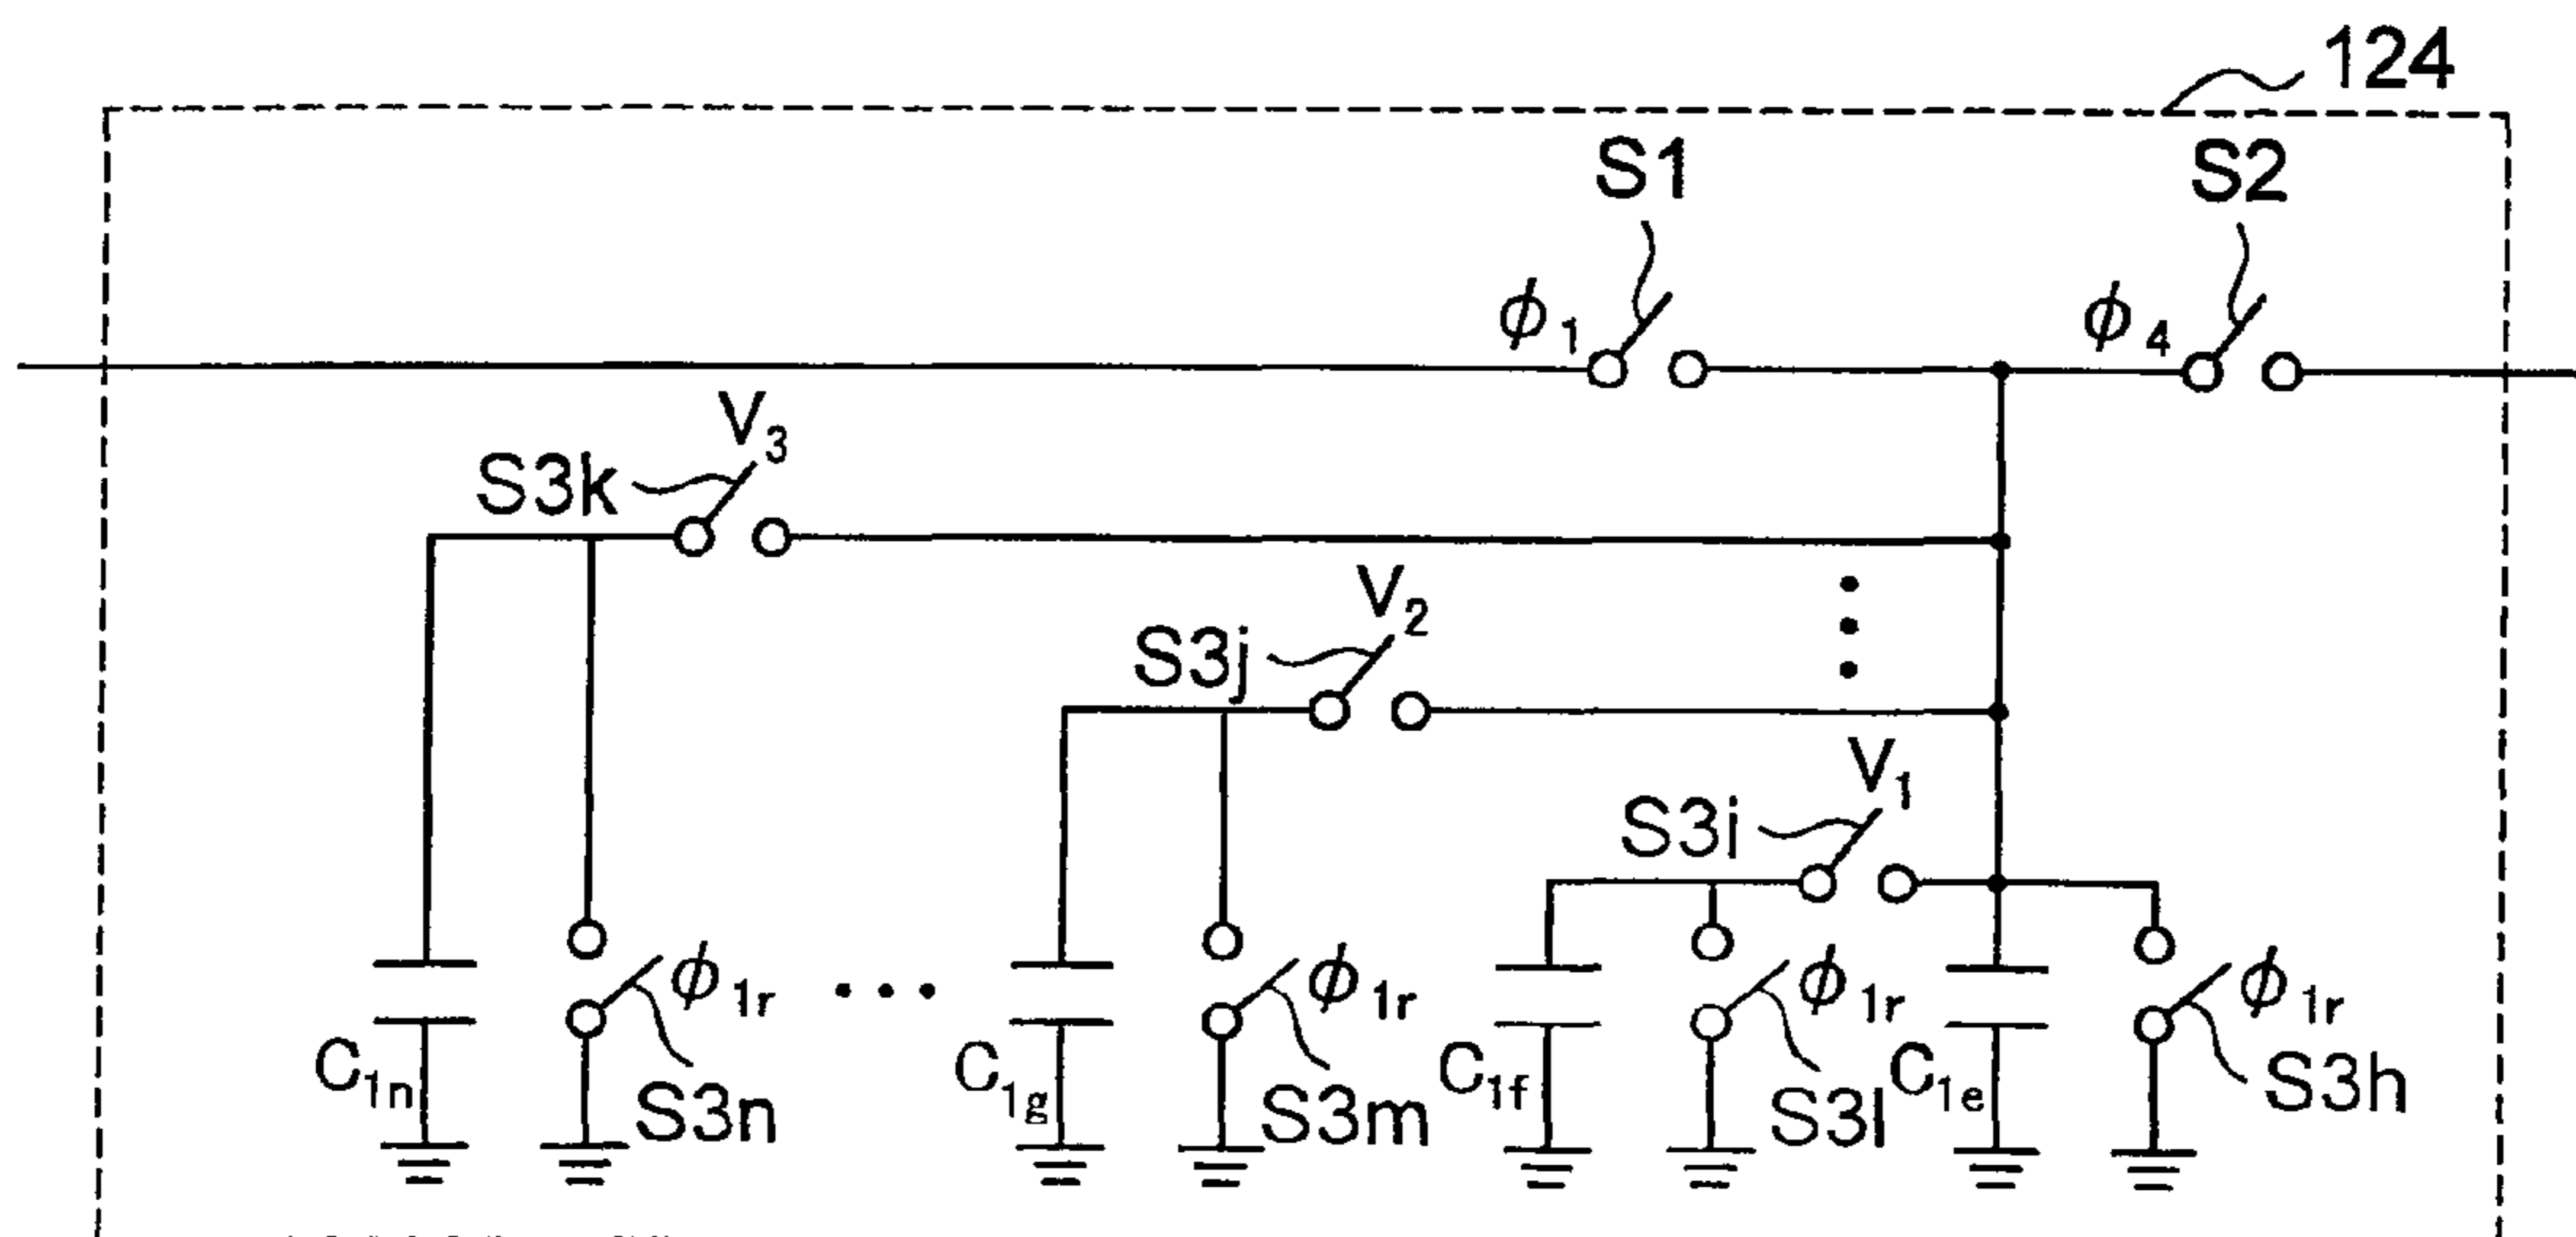 124
S1
S2
ϕ1
ϕ4
V3
S3k
V2
S3j
V1
S3i
ϕ1r
ϕ1r
ϕ1r
ϕ1r
C1n
S3n
C1g
S3m
C1f
S3l
C1e
S3h